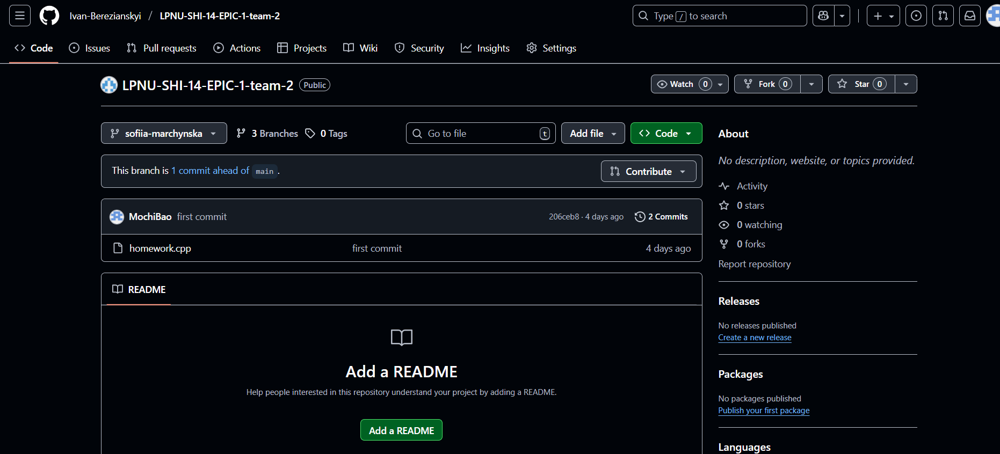 Ivan-Berezianskyi / LPNU-SHI-14-EPIC-1-team-2
Type / to search
Code Issues Pull requests Actions Projects Wiki Security Insights Settings
LPNU-SHI-14-EPIC-1-team-2 Public
Watch 0 Fork 0 Star 0
sofiia-marchynska 3 Branches 0 Tags
Go to file t
Add file
Code
This branch is 1 commit ahead of main .
Contribute
MochiBao first commit 206ceb8 · 4 days ago 2 Commits
homework.cpp first commit 4 days ago
README
Add a README
Help people interested in this repository understand your project by adding a README.
Add a README
About
No description, website, or topics provided.
Activity
0 stars
0 watching
0 forks
Report repository
Releases
No releases published
Create a new release
Packages
No packages published
Publish your first package
Languages